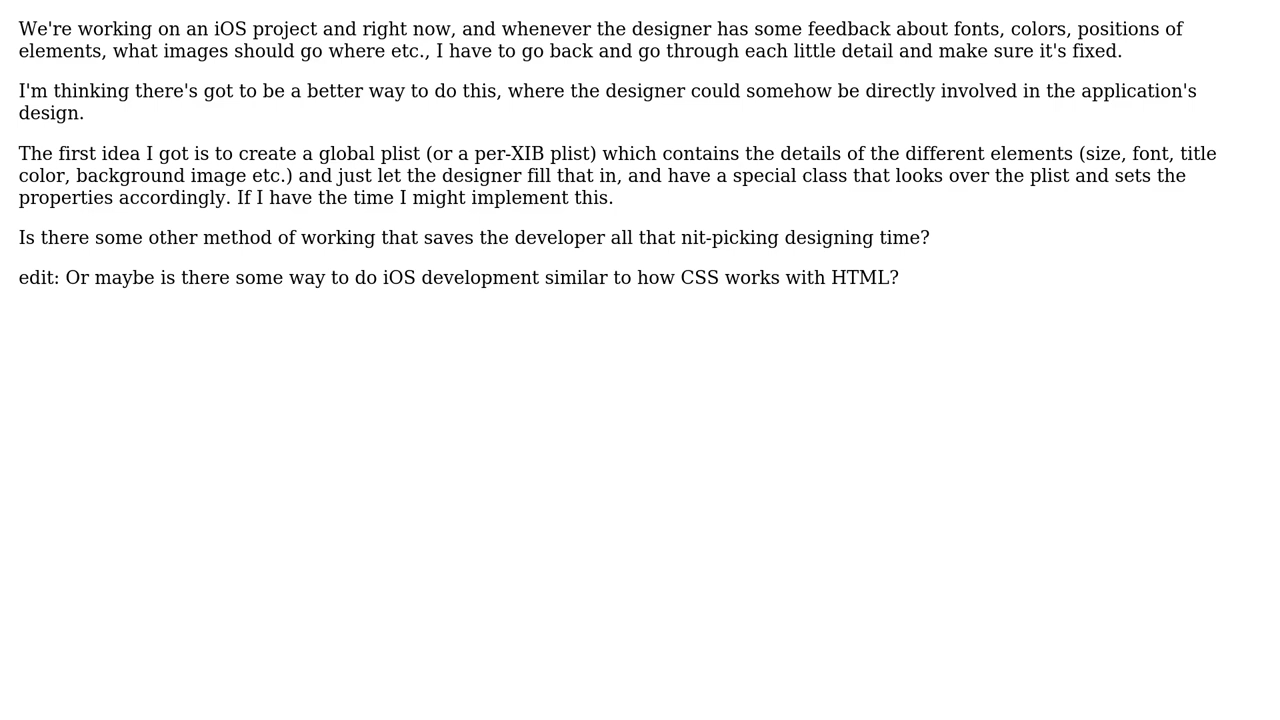 We're working on an iOS project and right now, and whenever the designer has some feedback about fonts, colors, positions of
elements, what images should go where etc., I have to go back and go through each little detail and make sure it's fixed.
I'm thinking there's got to be a better way to do this, where the designer could somehow be directly involved in the application's
design.
The first idea I got is to create a global plist (or a per-XIB plist) which contains the details of the different elements (size, font, title
color, background image etc.) and just let the designer fill that in, and have a special class that looks over the plist and sets the
properties accordingly. If I have the time I might implement this.
Is there some other method of working that saves the developer all that nit-picking designing time?
edit: Or maybe is there some way to do iOS development similar to how CSS works with HTML?